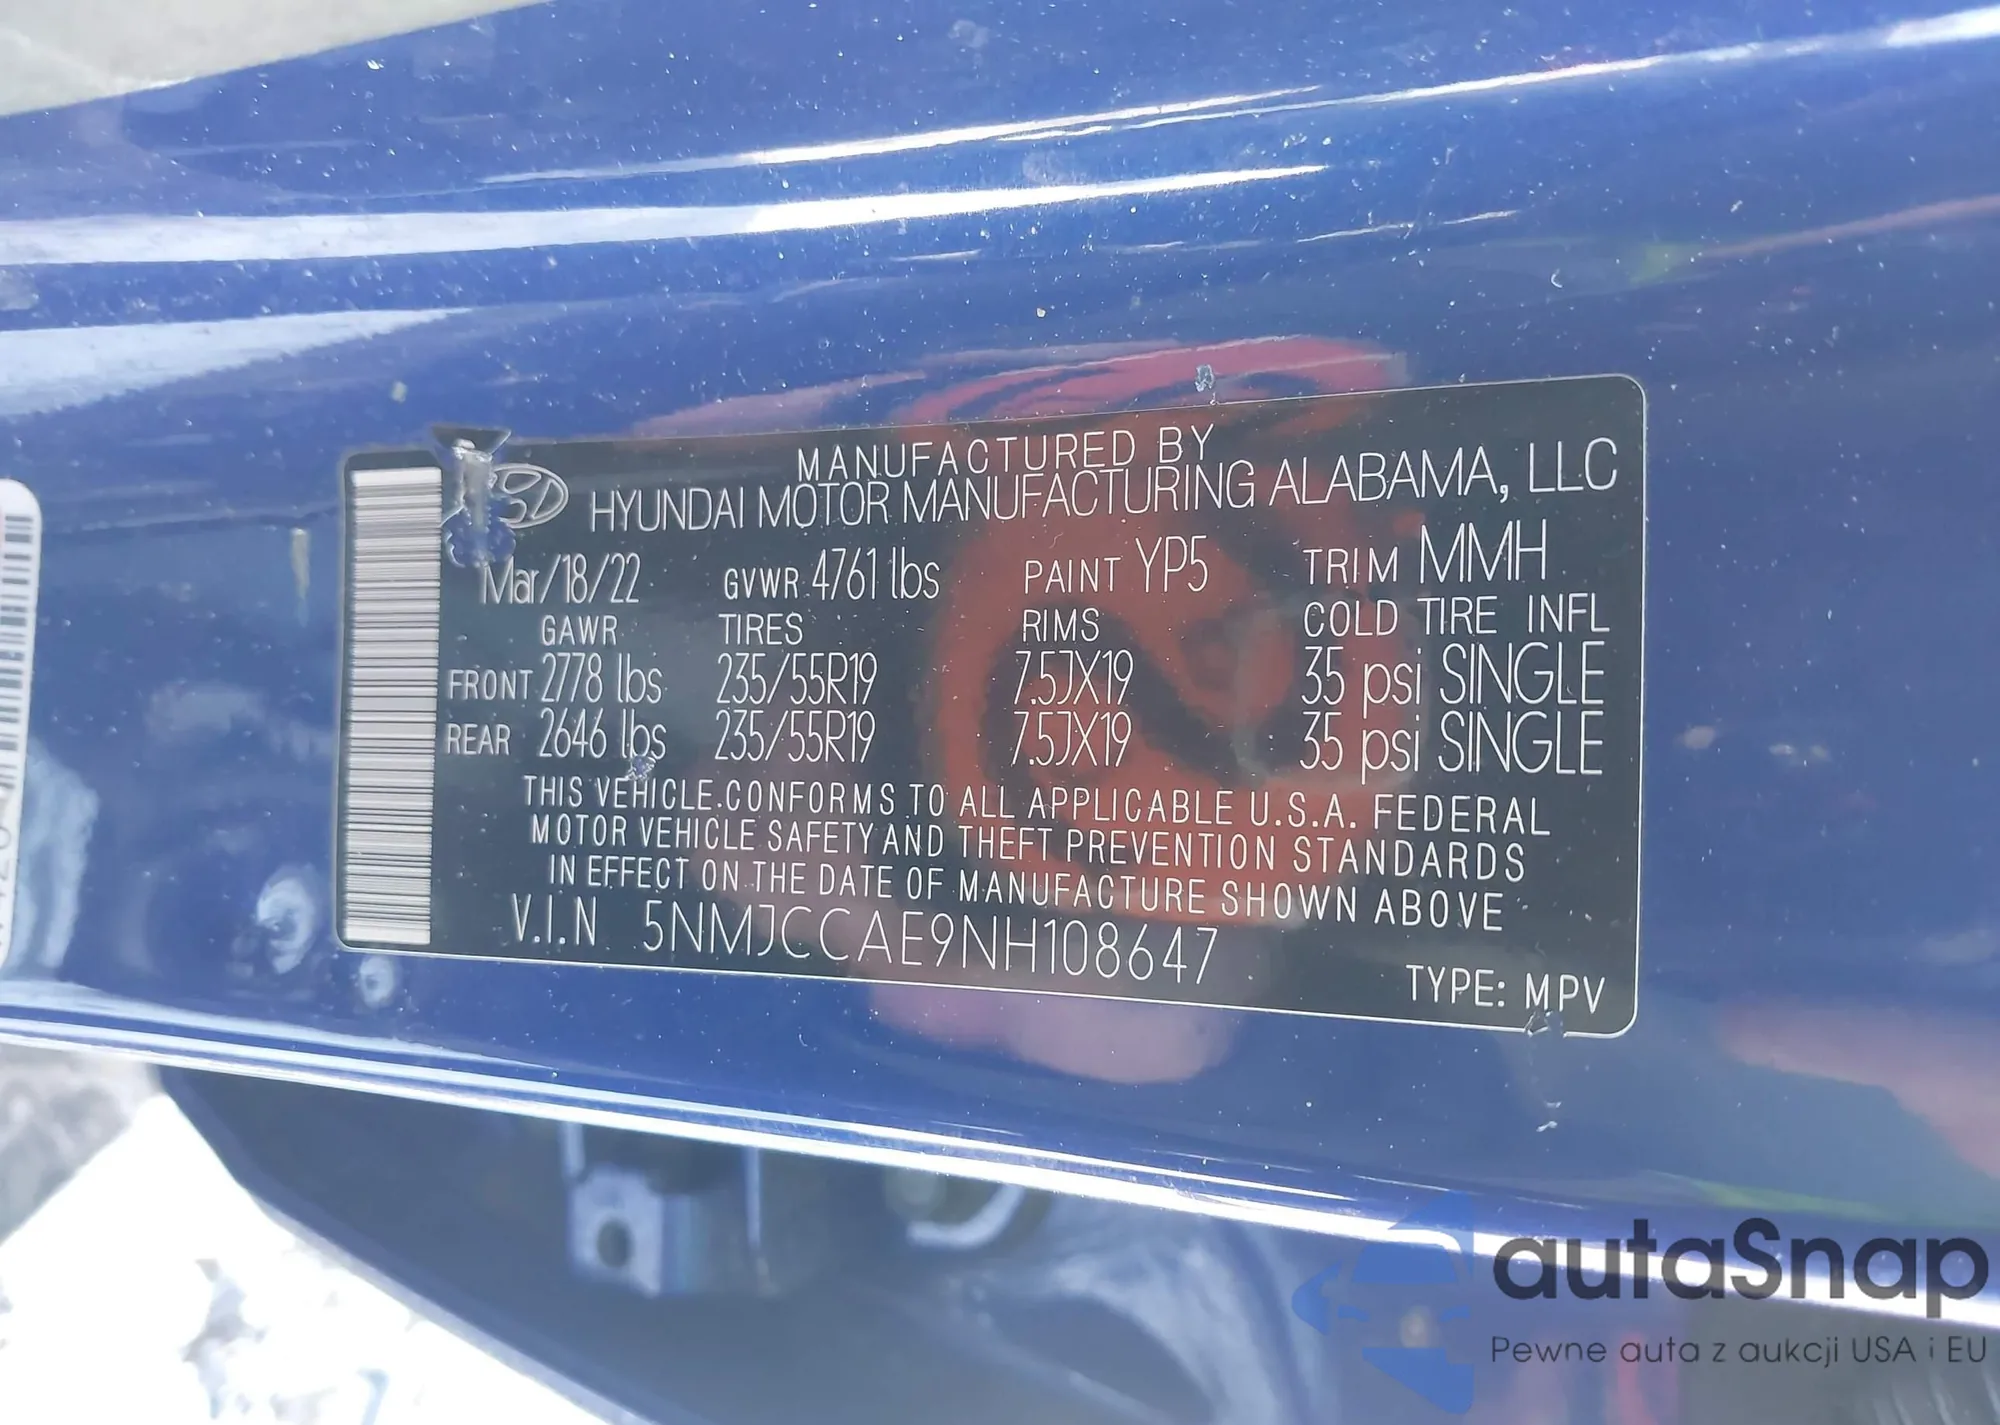 MANUFACTURED BY
HYUNDAI MOTOR MANUFACTURING ALABAMA, LLC
Mar/18/22 GVWR 4761 lbs PAINT YP5 TRIM MMH
GAWR TIRES RIMS COLD TIRE INFL
FRONT 2778 lbs 235/55R19 7.5JX19 35 psi SINGLE
REAR 2646 lbs 235/55R19 7.5JX19 35 psi SINGLE
THIS VEHICLE CONFORMS TO ALL APPLICABLE U.S.A. FEDERAL
MOTOR VEHICLE SAFETY AND THEFT PREVENTION STANDARDS
IN EFFECT ON THE DATE OF MANUFACTURE SHOWN ABOVE
V.I.N 5NMJCCAE9NH108647
TYPE: MPV
autaSnap
Pewne auta z aukcji USA i EU